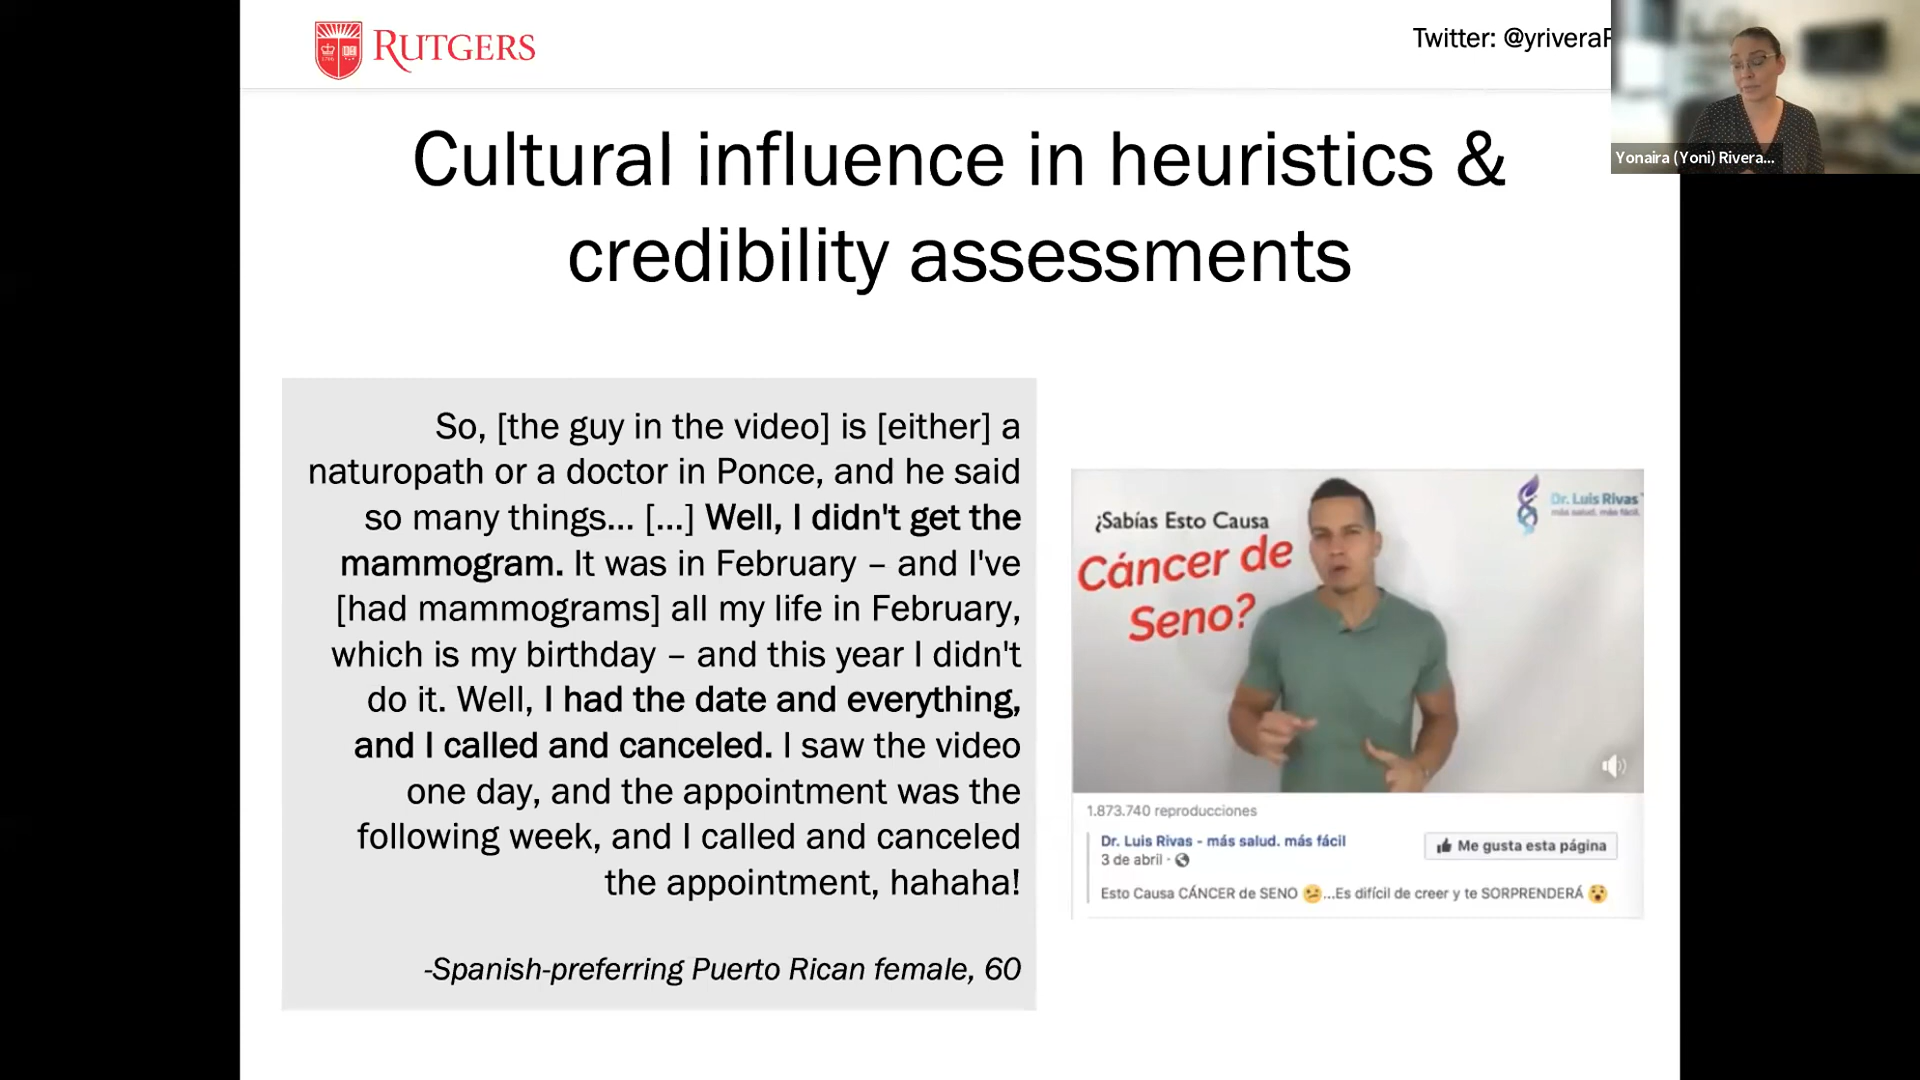 RUTGERS
Twitter: @yriveraF
Yonaira (Yoni) Rivera...
Cultural influence in heuristics &
credibility assessments
So, [the guy in the video] is [either] a
naturopath or a doctor in Ponce, and he said
so many things... [...] Well, I didn't get the
mammogram. It was in February – and I've
[had mammograms] all my life in February,
which is my birthday – and this year I didn't
do it. Well, I had the date and everything,
and I called and canceled. I saw the video
one day, and the appointment was the
following week, and I called and canceled
the appointment, hahaha!
-Spanish-preferring Puerto Rican female, 60
¿Sabías Esto Causa
Cáncer de
Seno?
Dr. Luis Rivas
más salud. más fácil.
1.873.740 reproducciones
Dr. Luis Rivas - más salud. más fácil
3 de abril ·
Me gusta esta página
Esto Causa CÁNCER de SENO 😕...Es difícil de creer y te SORPRENDERÁ 😵